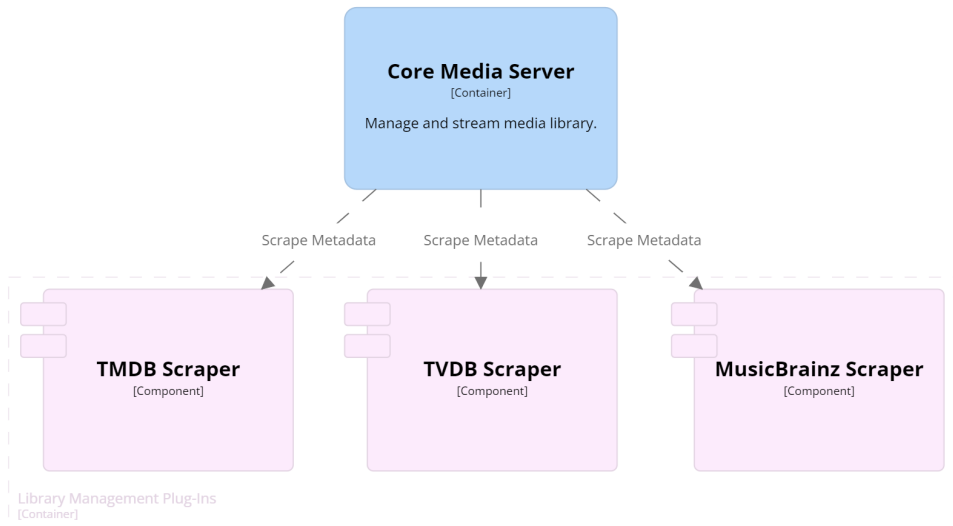 Core Media Server
[Container]
Manage and stream media library.
Scrape Metadata
Scrape Metadata
Scrape Metadata
TMDB Scraper
[Component]
TVDB Scraper
[Component]
MusicBrainz Scraper
[Component]
Library Management Plug-Ins
[Container]